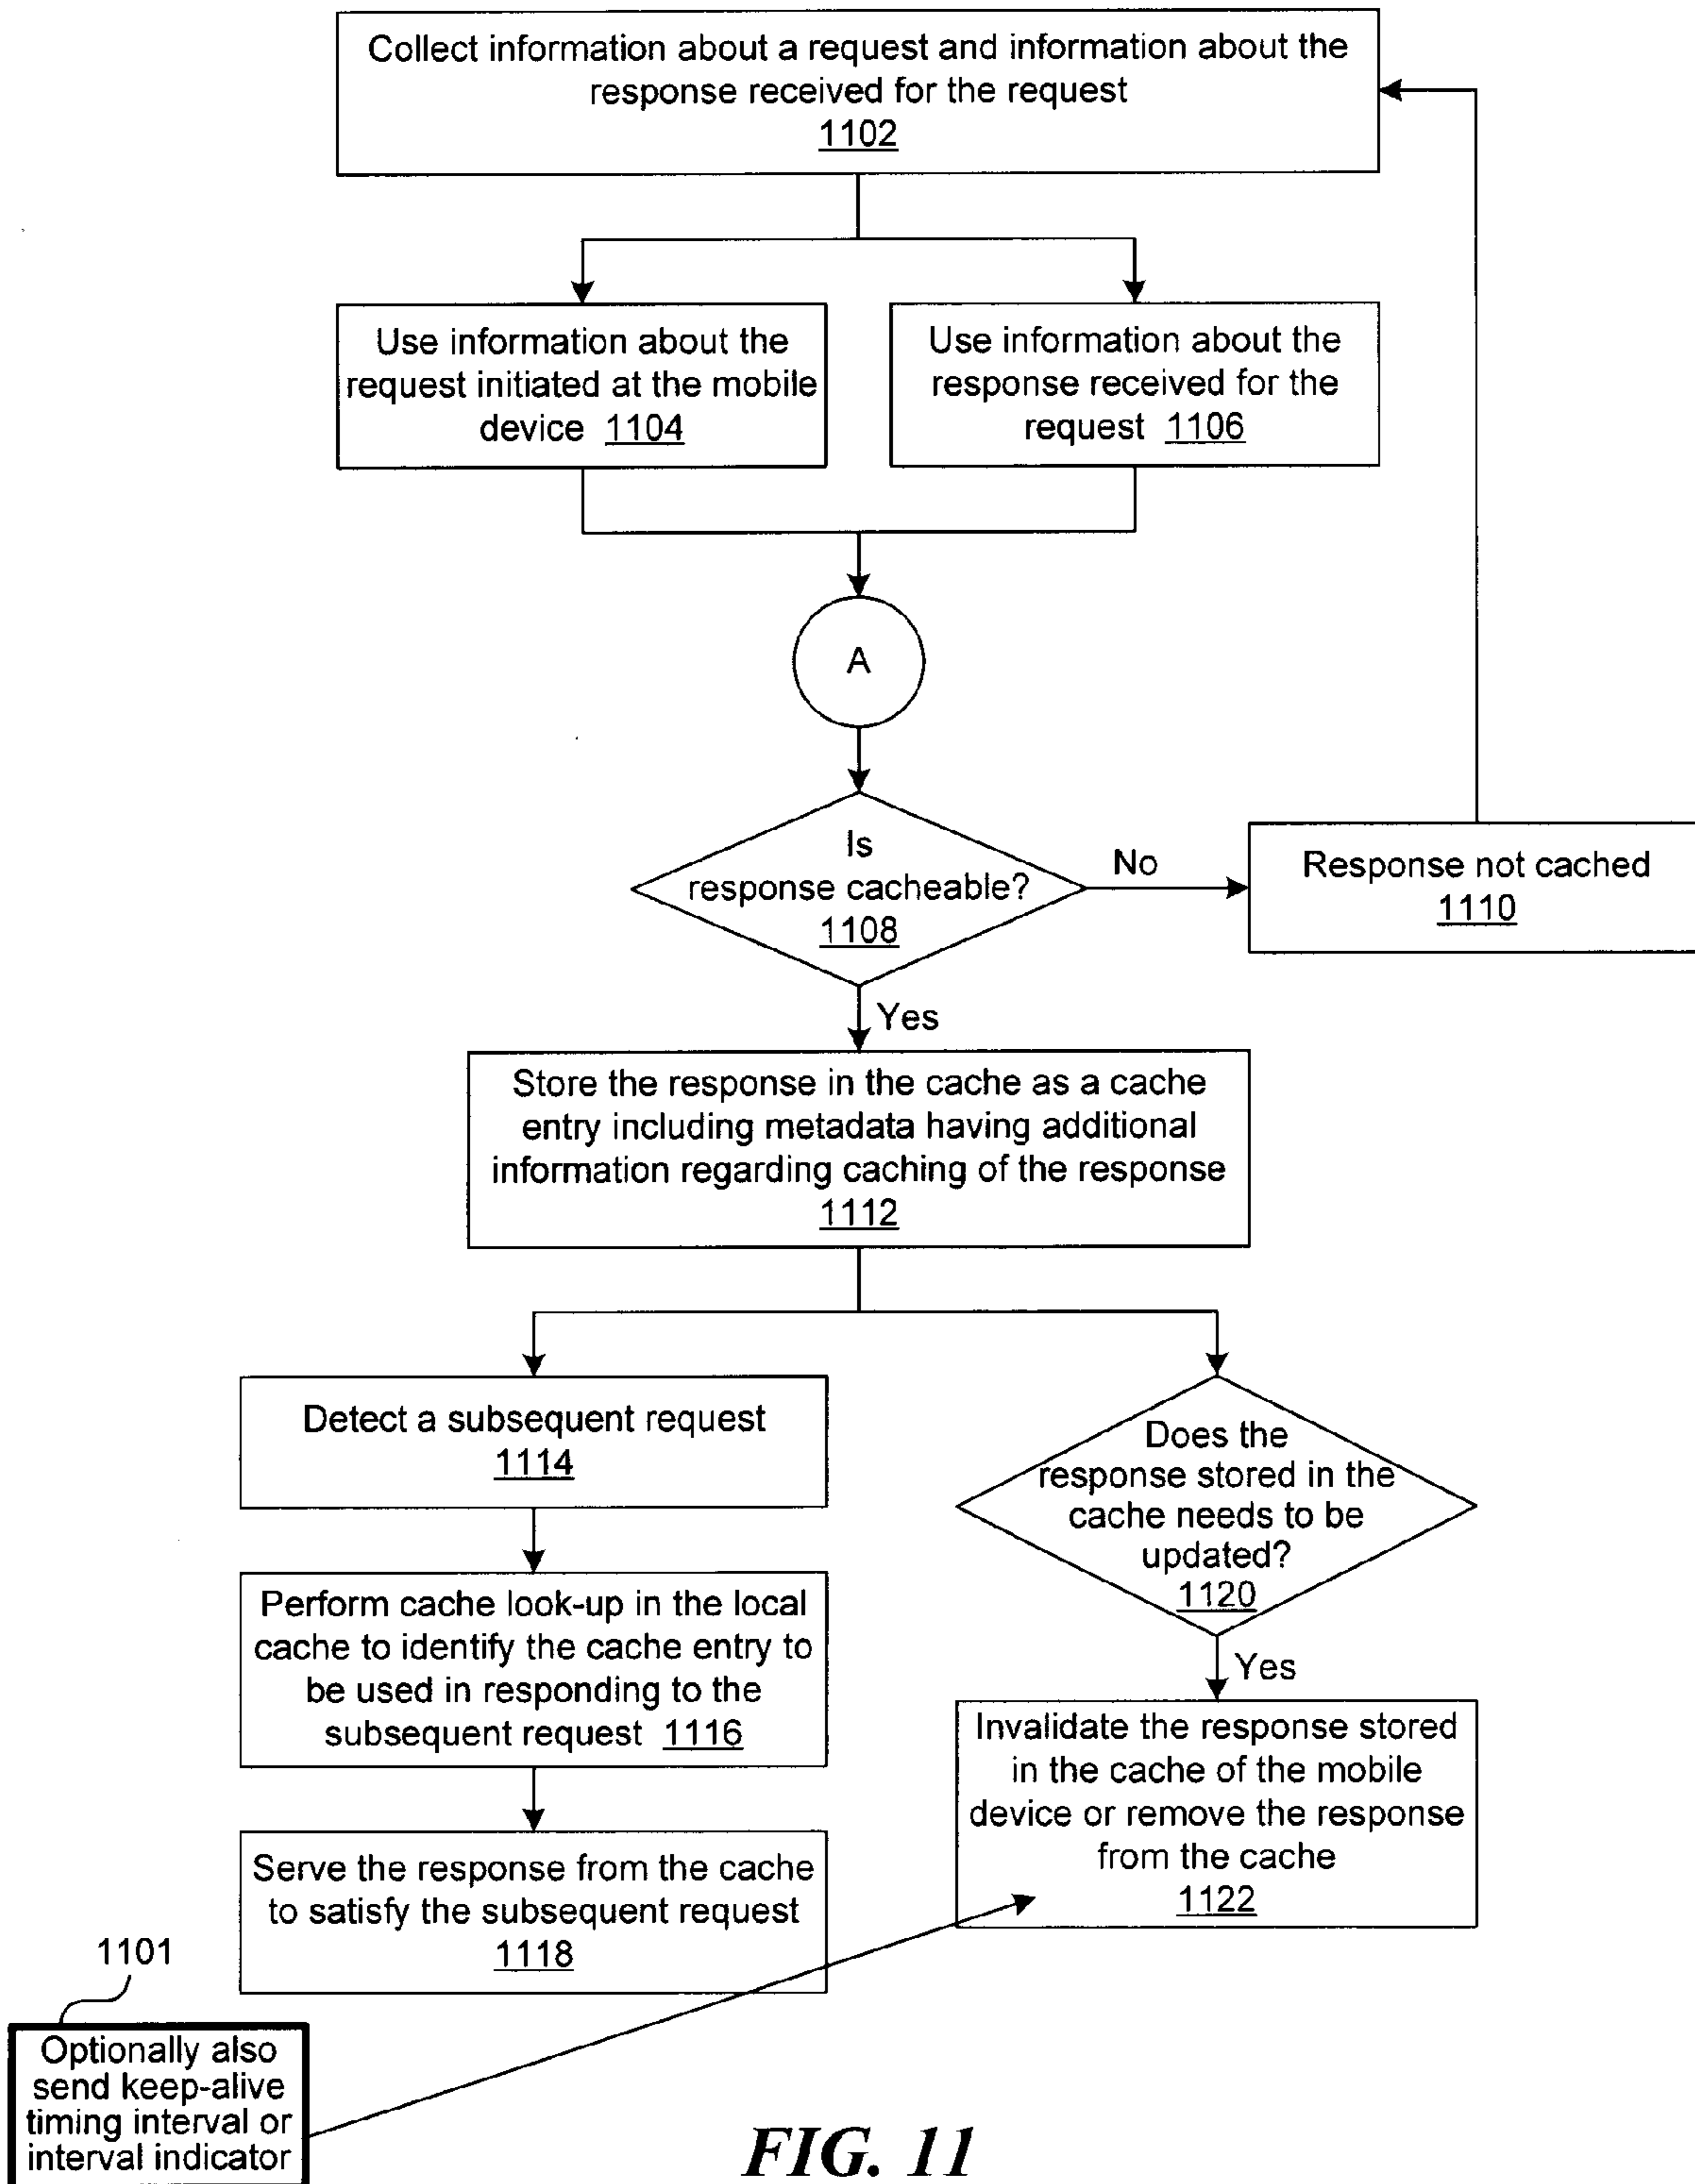 Collect information about a request and information about the
response received for the request
1102
Use information about the
request initiated at the mobile
device 1104
Use information about the
response received for the
request 1106
A
Is
response cacheable?
1108
No
Response not cached
1110
Yes
Store the response in the cache as a cache
entry including metadata having additional
information regarding caching of the response
1112
Detect a subsequent request
1114
Does the
response stored in the
cache needs to be
updated?
1120
Perform cache look-up in the local
cache to identify the cache entry to
be used in responding to the
subsequent request 1116
Yes
Invalidate the response stored
in the cache of the mobile
device or remove the response
from the cache
1122
Serve the response from the cache
to satisfy the subsequent request
1118
1101
Optionally also
send keep-alive
timing interval or
interval indicator
FIG. 11